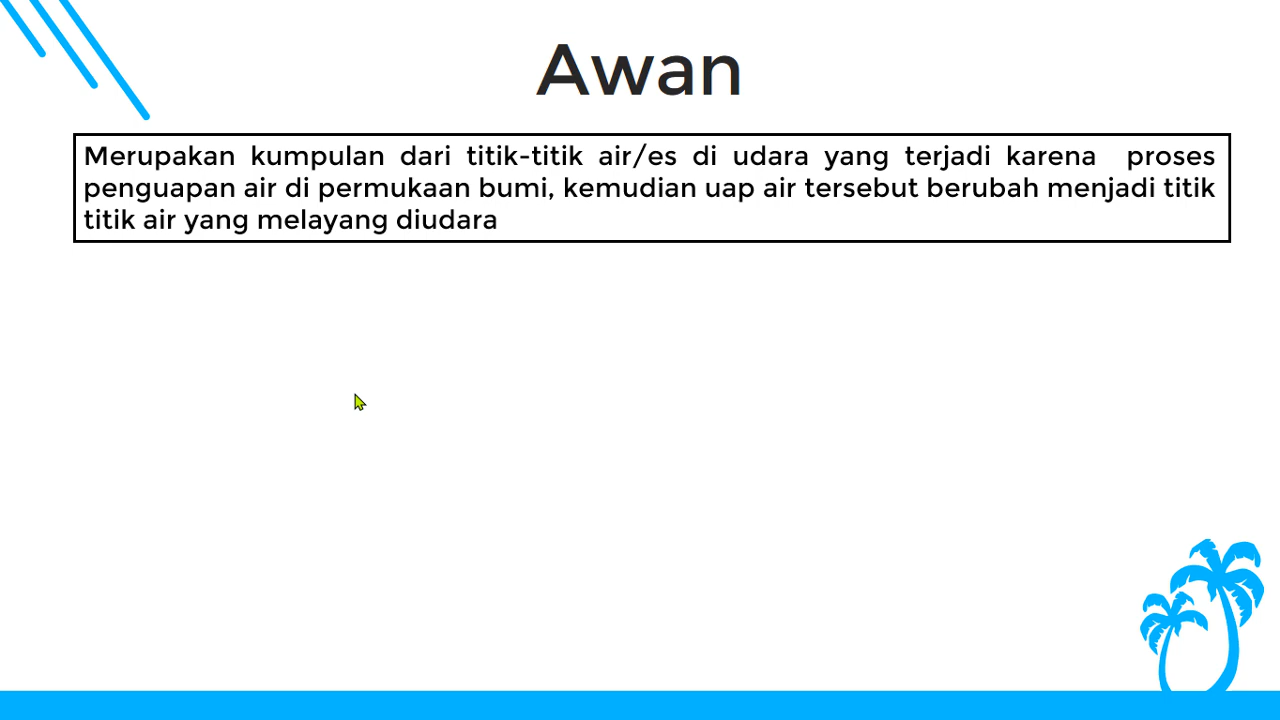 Awan
Merupakan kumpulan dari titik-titik air/es di udara yang terjadi karena  proses
penguapan air di permukaan bumi, kemudian uap air tersebut berubah menjadi titik
titik air yang melayang diudara